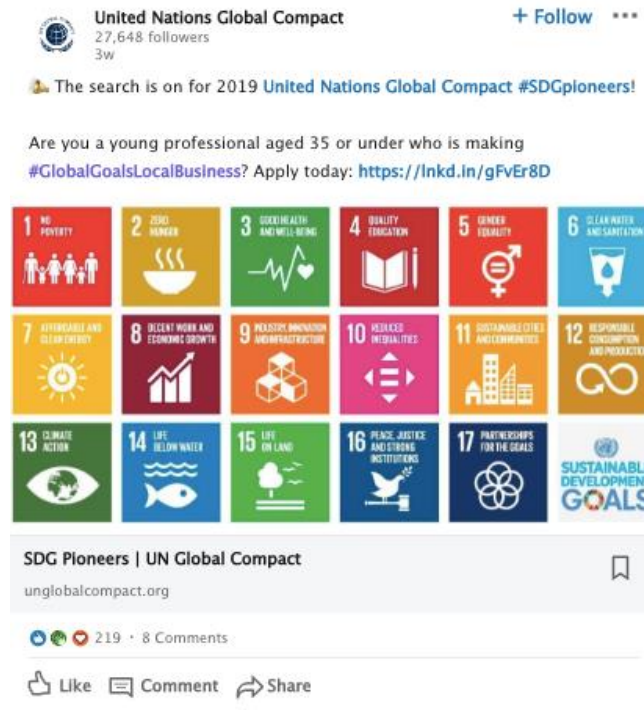 United Nations Global Compact
+ Follow
27,648 followers
3w
The search is on for 2019 United Nations Global Compact #SDGpioneers!
Are you a young professional aged 35 or under who is making
#GlobalGoalsLocalBusiness? Apply today: https://lnkd.in/gFvEr8D
1 NO
POVERTY
2 ZERO
HUNGER
3 GOOD HEALTH
AND WELL-BEING
4 QUALITY
EDUCATION
5 GENDER
EQUALITY
6 CLEAN WATER
AND SANITATION
7 AFFORDABLE AND
CLEAN ENERGY
8 DECENT WORK AND
ECONOMIC GROWTH
9 INDUSTRY, INNOVATION
AND INFRASTRUCTURE
10 REDUCED
INEQUALITIES
11 SUSTAINABLE CITIES
AND COMMUNITIES
12 RESPONSIBLE
CONSUMPTION
AND PRODUCTIO
13 CLIMATE
ACTION
14 LIFE
BELOW WATER
15 LIFE
ON LAND
16 PEACE, JUSTICE
AND STRONG
INSTITUTIONS
17 PARTNERSHIPS
FOR THE GOALS
SUSTAINABL
DEVELOPMEN
GOALS
SDG Pioneers | UN Global Compact
unglobalcompact.org
219 · 8 Comments
Like Comment Share